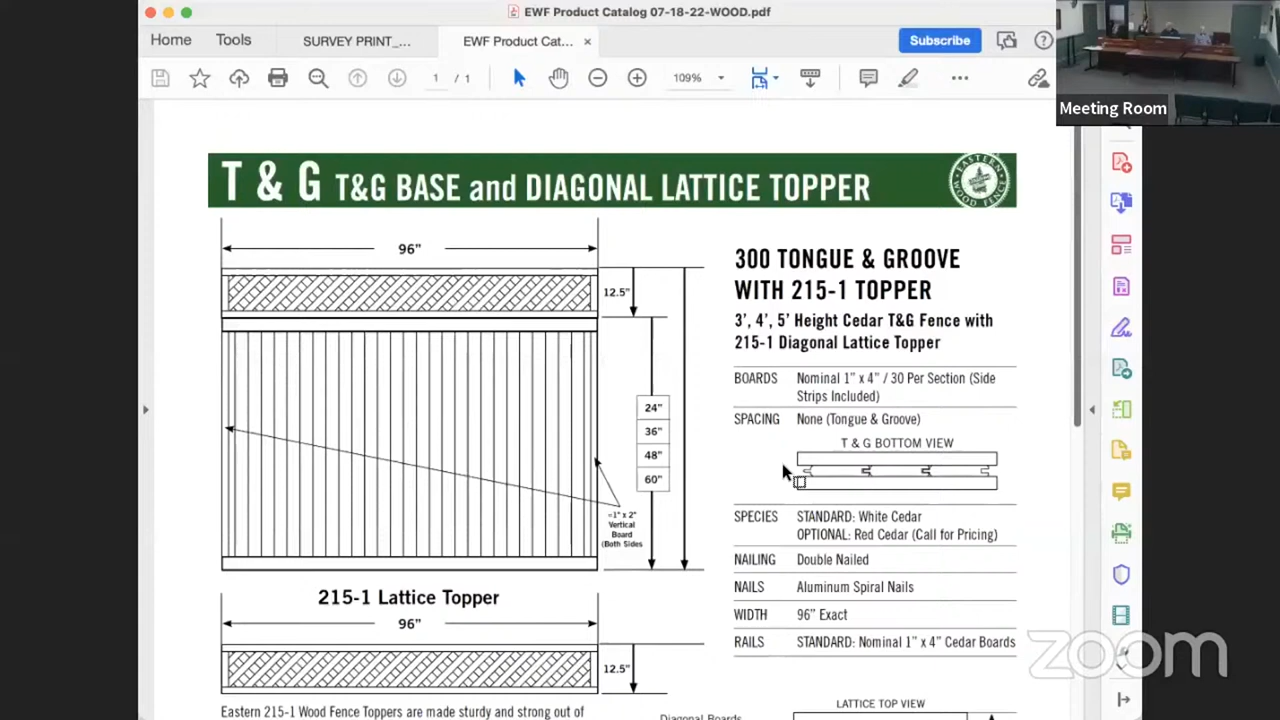 EWF Product Catalog 07-18-22-WOOD.pdf
Home
Tools
SURVEY PRINT_...
EWF Product Cat...
×
Subscribe
1 / 1
109%
Meeting Room
T & G T&G BASE and DIAGONAL LATTICE TOPPER
EASTERN WOOD FENCE
96”
12.5”
24”
36”
48”
60”
=1” x 2”
Vertical
Board
(Both Sides
215-1 Lattice Topper
96”
12.5”
Eastern 215-1 Wood Fence Toppers are made sturdy and strong out of
300 TONGUE & GROOVE
WITH 215-1 TOPPER
3’, 4’, 5’ Height Cedar T&G Fence with
215-1 Diagonal Lattice Topper
BOARDS Nominal 1” x 4” / 30 Per Section (Side
Strips Included)
SPACING None (Tongue & Groove)
T & G BOTTOM VIEW
SPECIES STANDARD: White Cedar
OPTIONAL: Red Cedar (Call for Pricing)
NAILING Double Nailed
NAILS Aluminum Spiral Nails
WIDTH 96” Exact
RAILS STANDARD: Nominal 1” x 4” Cedar Boards
LATTICE TOP VIEW
Diagonal Boards
zoom